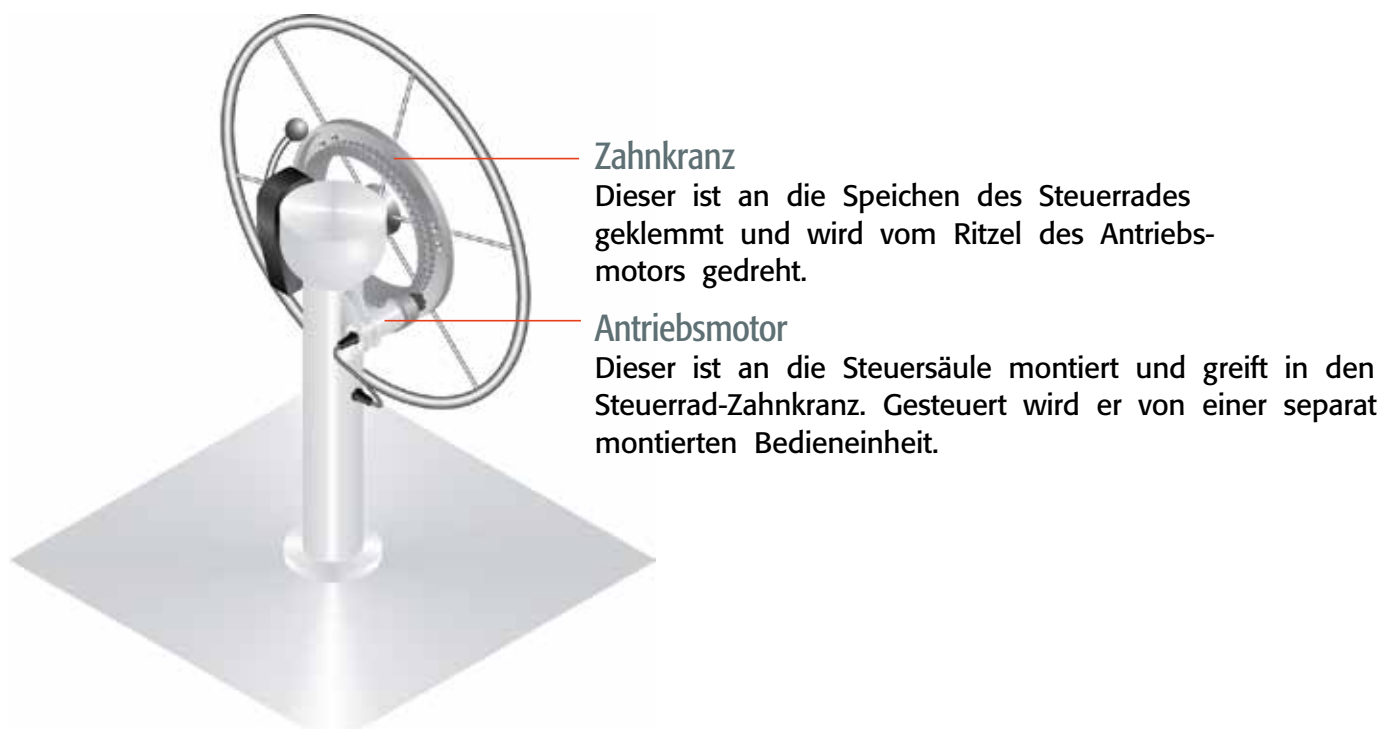 Zahnkranz
Dieser ist an die Speichen des Steuerrades
geklemmt und wird vom Ritzel des Antriebs-
motors gedreht.
Antriebsmotor
Dieser ist an die Steuersäule montiert und greift in den
Steuerrad-Zahnkranz. Gesteuert wird er von einer separat
montierten Bedieneinheit.